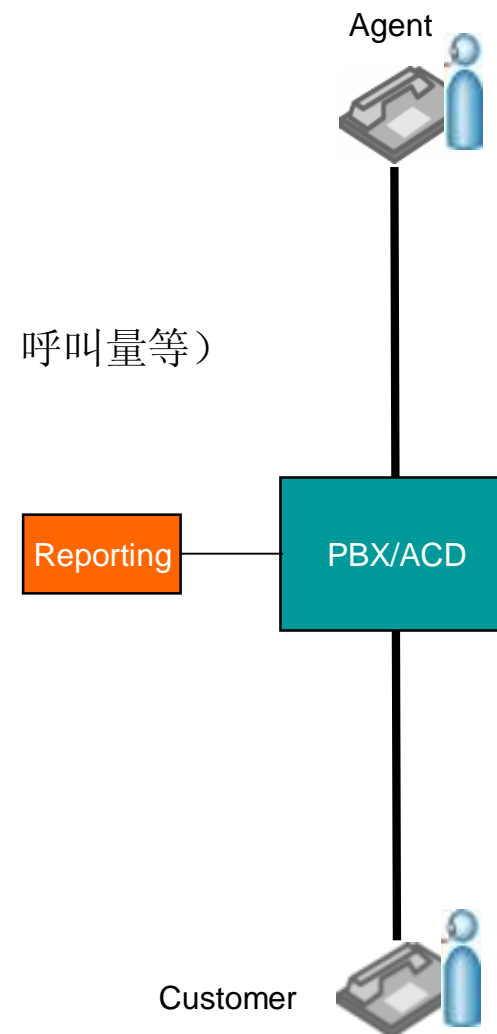 Agent
呼叫量等）
Reporting
PBX/ACD
Customer